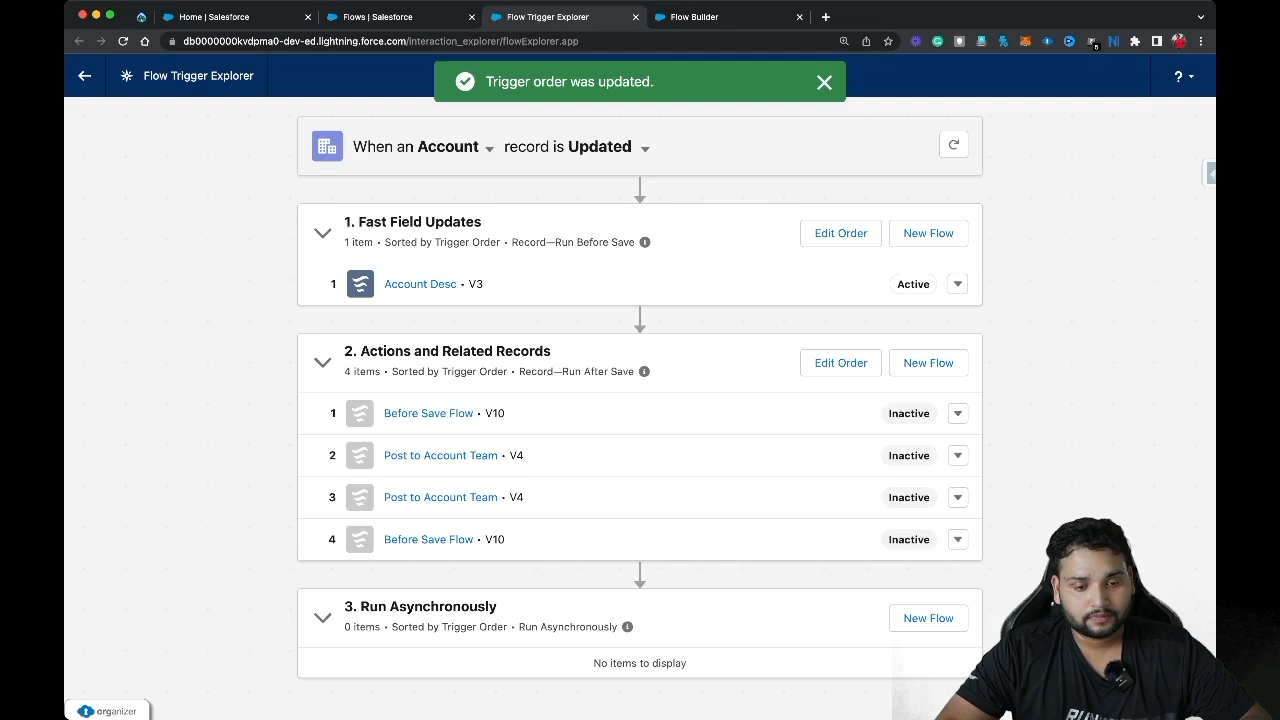 Home | Salesforce
Flows | Salesforce
Flow Trigger Explorer
Flow Builder
db0000000kvdpma0-dev-ed.lightning.force.com/interaction_explorer/flowExplorer.app
Flow Trigger Explorer
Trigger order was updated.
?
When an Account record is Updated
1. Fast Field Updates
1 item • Sorted by Trigger Order • Record—Run Before Save
Edit Order
New Flow
1 Account Desc • V3 Active
2. Actions and Related Records
4 items • Sorted by Trigger Order • Record—Run After Save
Edit Order
New Flow
1 Before Save Flow • V10 Inactive
2 Post to Account Team • V4 Inactive
3 Post to Account Team • V4 Inactive
4 Before Save Flow • V10 Inactive
3. Run Asynchronously
0 items • Sorted by Trigger Order • Run Asynchronously
New Flow
No items to display
organizer